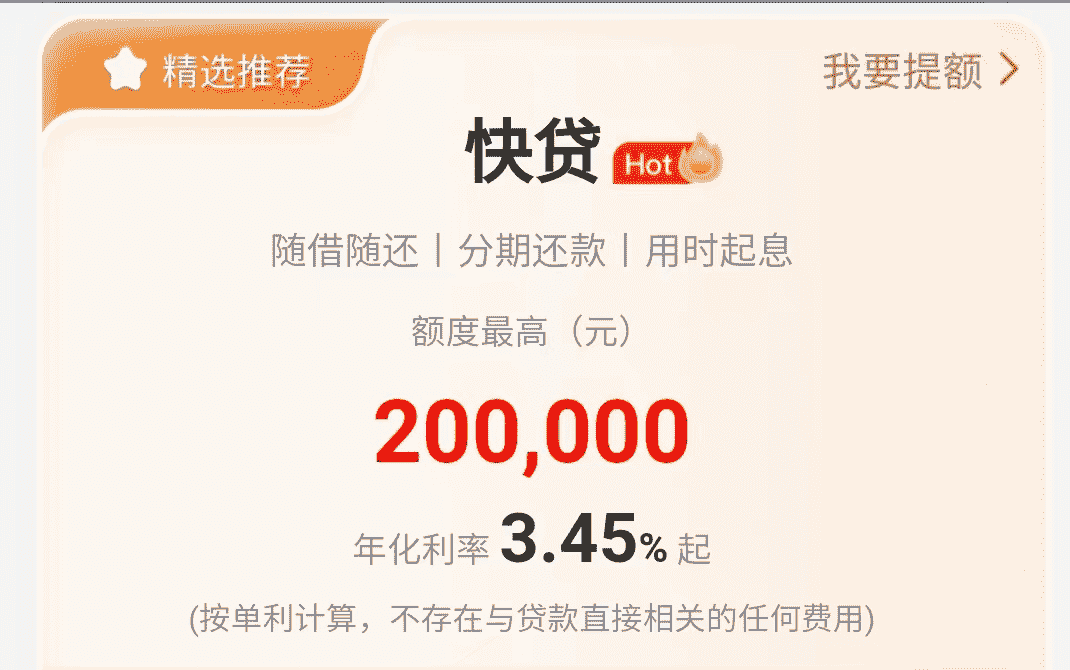 精选推荐
我要提额
快贷 Hot
随借随还丨分期还款丨用时起息
额度最高（元）
200,000
年化利率 3.45% 起
(按单利计算，不存在与贷款直接相关的任何费用)